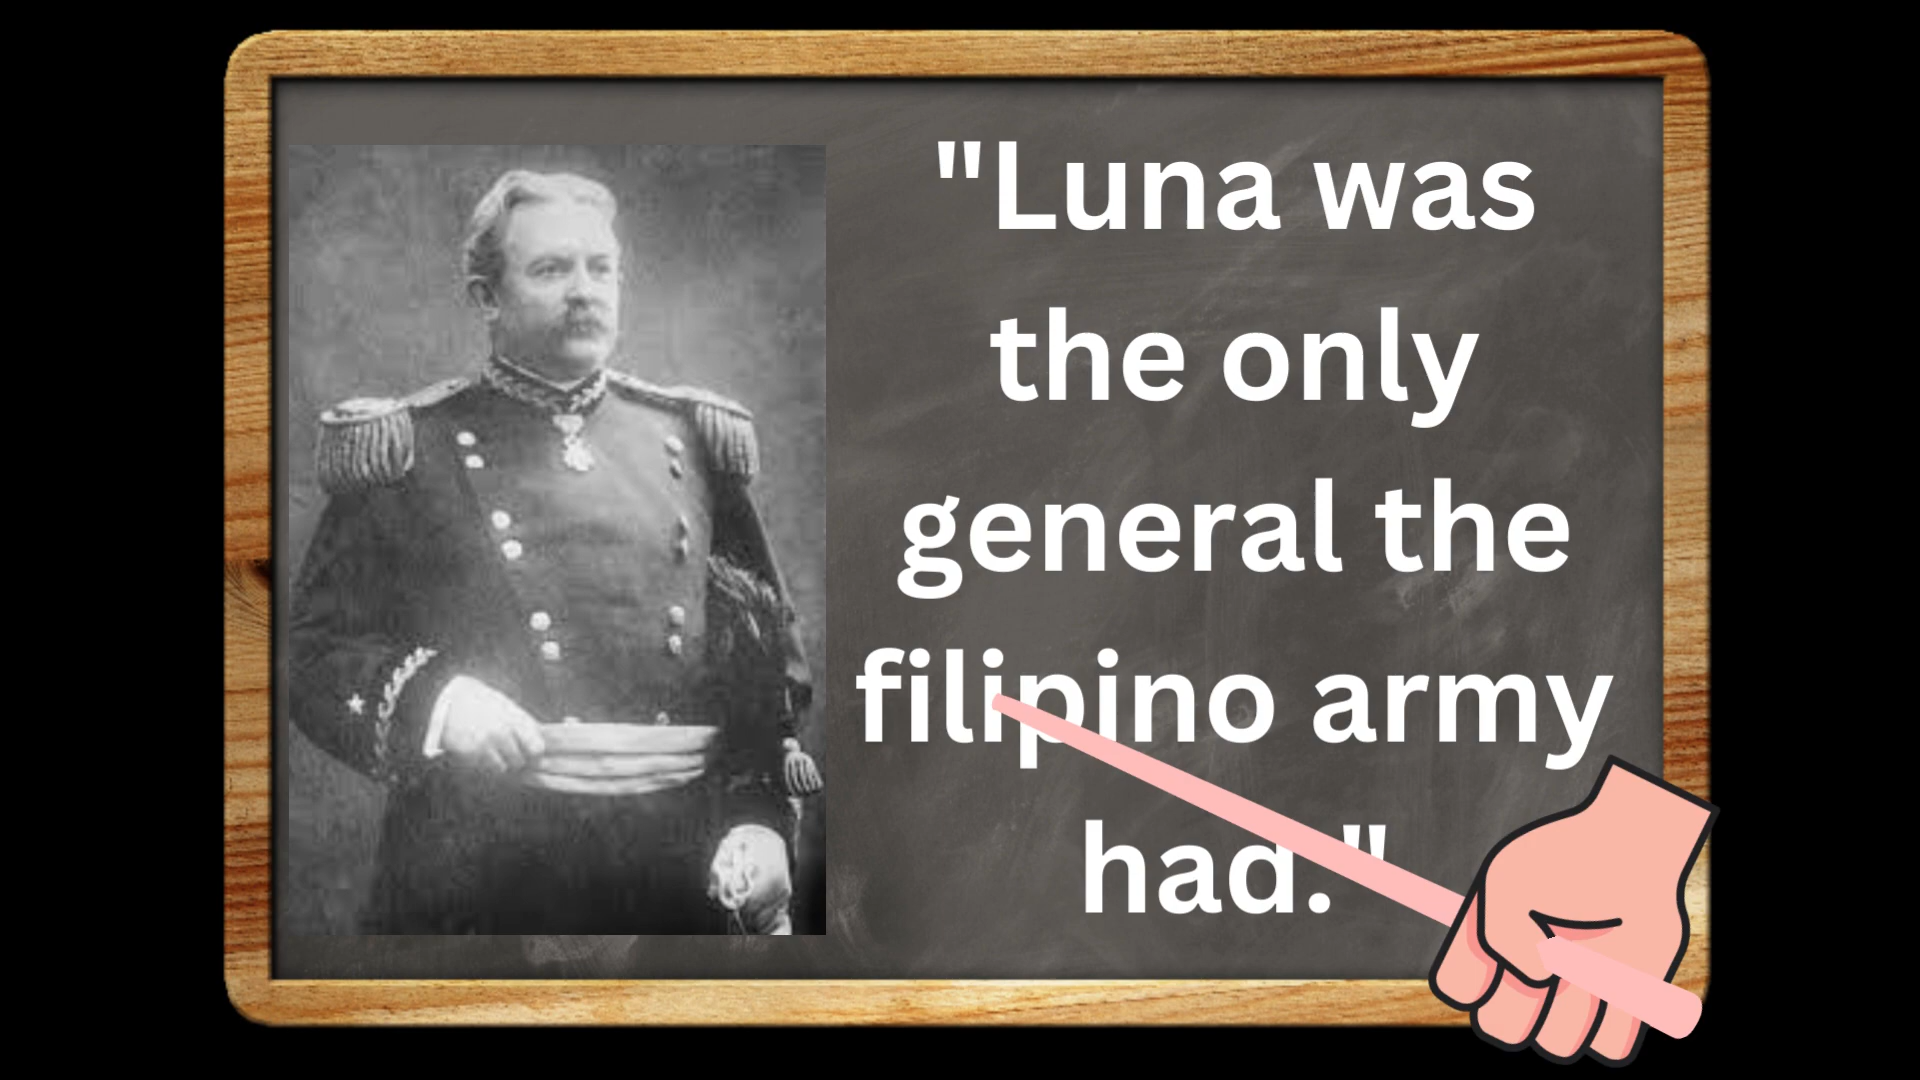 "Luna was
the only
general the
filipino army
had."